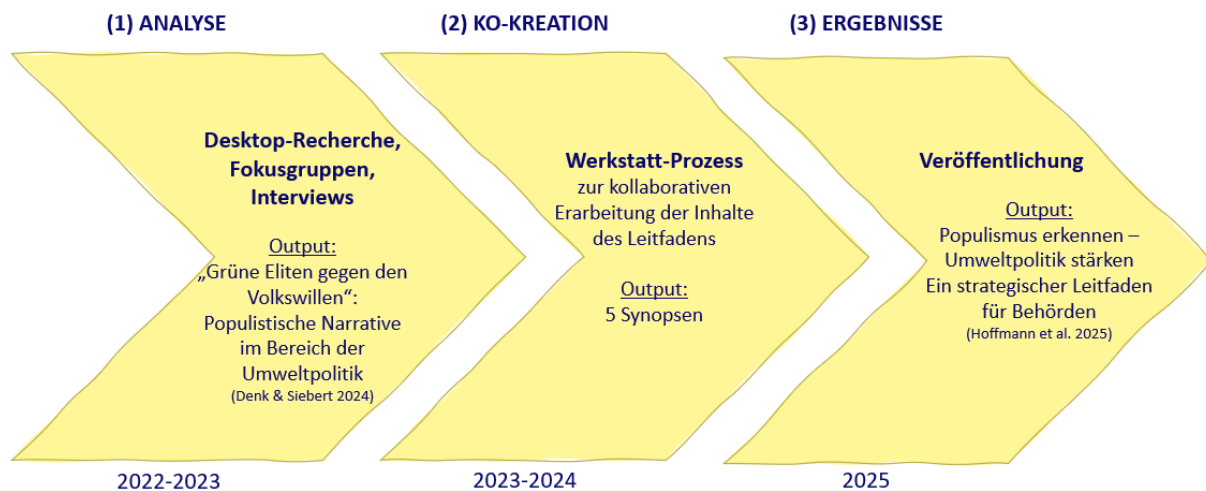 (1) ANALYSE
Desktop-Recherche,
Fokusgruppen,
Interviews
Output:
„Grüne Eliten gegen den
Volkswillen“:
Populistische Narrative
im Bereich der
Umweltpolitik
(Denk & Siebert 2024)
2022-2023
(2) KO-KREATION
Werkstatt-Prozess
zur kollaborativen
Erarbeitung der Inhalte
des Leitfadens
Output:
5 Synopsen
2023-2024
(3) ERGEBNISSE
Veröffentlichung
Output:
Populismus erkennen –
Umweltpolitik stärken
Ein strategischer Leitfaden
für Behörden
(Hoffmann et al. 2025)
2025